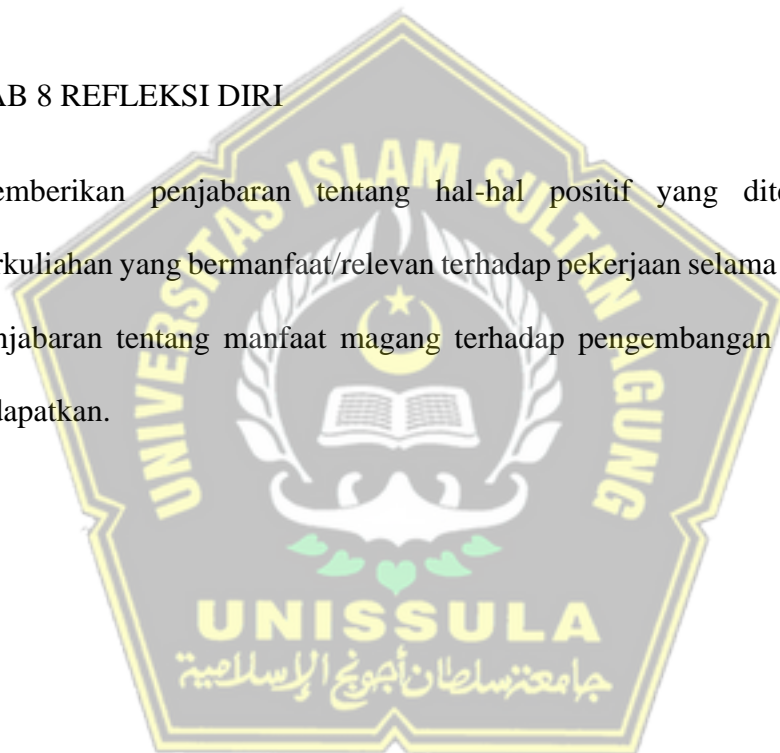 AB 8 REFLEKSI DIRI
emberikan penjabaran tentang hal-hal positif yang dite
rkuliahan yang bermanfaat/relevan terhadap pekerjaan selama
njabaran tentang manfaat magang terhadap pengembangan
dapatkan.
UNIVERSITAS ISLAM SULTAN AGUNG
UNISSULA
جامعة سلطان أجونج الإسلامية